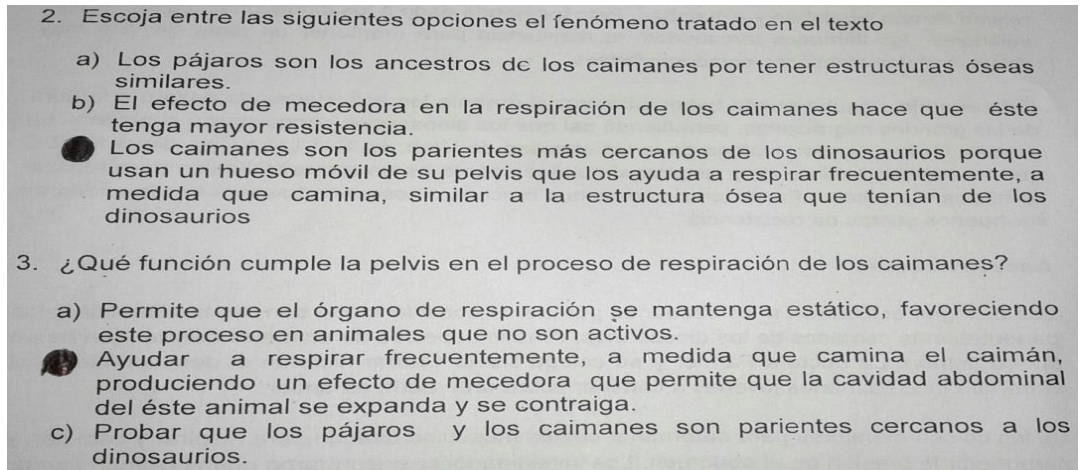 2. Escoja entre las siguientes opciones el fenómeno tratado en el texto
a) Los pájaros son los ancestros de los caimanes por tener estructuras óseas
similares.
b) El efecto de mecedora en la respiración de los caimanes hace que éste
tenga mayor resistencia.
Los caimanes son los parientes más cercanos de los dinosaurios porque
usan un hueso móvil de su pelvis que los ayuda a respirar frecuentemente, a
medida que camina, similar a la estructura ósea que tenían de los
dinosaurios
3. ¿Qué función cumple la pelvis en el proceso de respiración de los caimanes?
a) Permite que el órgano de respiración se mantenga estático, favoreciendo
este proceso en animales que no son activos.
Ayudar a respirar frecuentemente, a medida que camina el caimán,
produciendo un efecto de mecedora que permite que la cavidad abdominal
del éste animal se expanda y se contraiga.
c) Probar que los pájaros y los caimanes son parientes cercanos a los
dinosaurios.